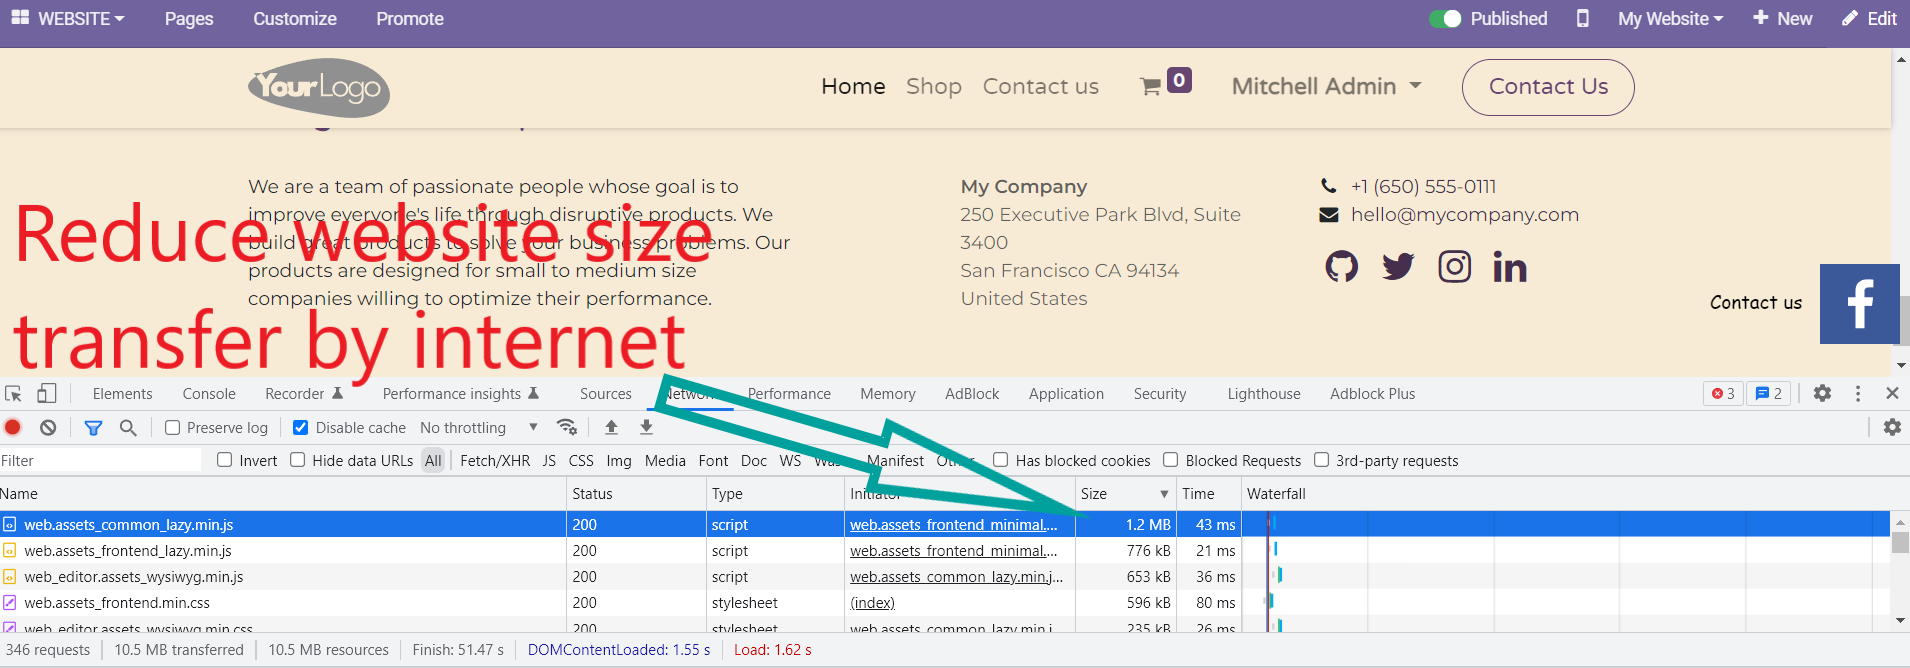 WEBSITE Pages Customize Promote Published My Website New Edit
YourLogo Home Shop Contact us 0 Mitchell Admin Contact Us
We are a team of passionate people whose goal is to
improve everyone's life through disruptive products. We
build great products to solve your business problems. Our
products are designed for small to medium size
companies willing to optimize their performance.
Reduce website size
transfer by internet
My Company
250 Executive Park Blvd, Suite
3400
San Francisco CA 94134
United States
+1 (650) 555-0111
hello@mycompany.com
Contact us
Elements Console Recorder Performance insights Sources Network Performance Memory AdBlock Application Security Lighthouse Adblock Plus 3 2
Preserve log Disable cache No throttling
Filter Invert Hide data URLs All Fetch/XHR JS CSS Img Media Font Doc WS Manifest Other Has blocked cookies Blocked Requests 3rd-party requests
Name Status Type Initiator Size Time Waterfall
web.assets_common_lazy.min.js 200 script web.assets_frontend_minimal.... 1.2 MB 43 ms
web.assets_frontend_lazy.min.js 200 script web.assets_frontend_minimal.... 776 kB 21 ms
web_editor.assets_wysiwyg.min.js 200 script web.assets_common_lazy.min.j... 653 kB 36 ms
web.assets_frontend.min.css 200 stylesheet (index) 596 kB 80 ms
web_editor.assets_wysiwyg.min.css 200 stylesheet web.assets_common_lazy.min.j 235 kB 26 ms
346 requests 10.5 MB transferred 10.5 MB resources Finish: 51.47 s DOMContentLoaded: 1.55 s Load: 1.62 s